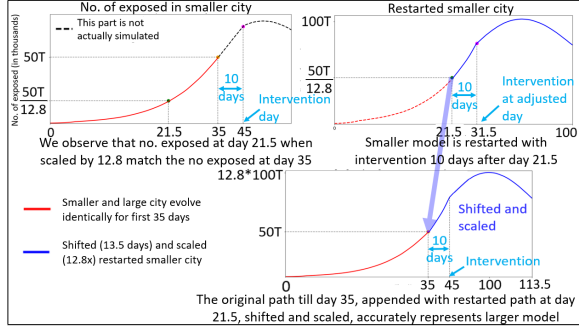 No. of exposed in smaller city
This part is not
actually simulated
No. of exposed (in thousands)
50T
50T
12.8
10
days
Intervention
day
0
21.5
35
45
We observe that no. exposed at day 21.5 when
scaled by 12.8 match the no exposed at day 35
Restarted smaller city
100T
50T
12.8
10
days
Intervention
at adjusted
day
0
21.5
31.5
100
Smaller model is restarted with
intervention 10 days after day 21.5
12.8*100T
50T
Shifted and
scaled
10
days
Intervention
0
35
45
100
113.5
Smaller and large city evolve
identically for first 35 days
Shifted (13.5 days) and scaled
(12.8x) restarted smaller city
The original path till day 35, appended with restarted path at day
21.5, shifted and scaled, accurately represents larger model